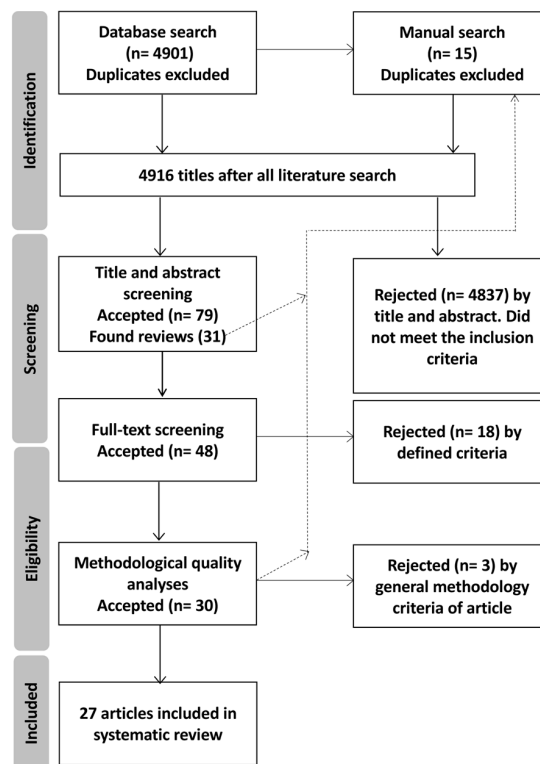 Identification
Database search
(n= 4901)
Duplicates excluded
Manual search
(n= 15)
Duplicates excluded
4916 titles after all literature search
Screening
Title and abstract
screening
Accepted (n= 79)
Found reviews (31)
Rejected (n= 4837) by
title and abstract. Did
not meet the inclusion
criteria
Full-text screening
Accepted (n= 48)
Rejected (n= 18) by
defined criteria
Eligibility
Methodological quality
analyses
Accepted (n= 30)
Rejected (n= 3) by
general methodology
criteria of article
Included
27 articles included in
systematic review